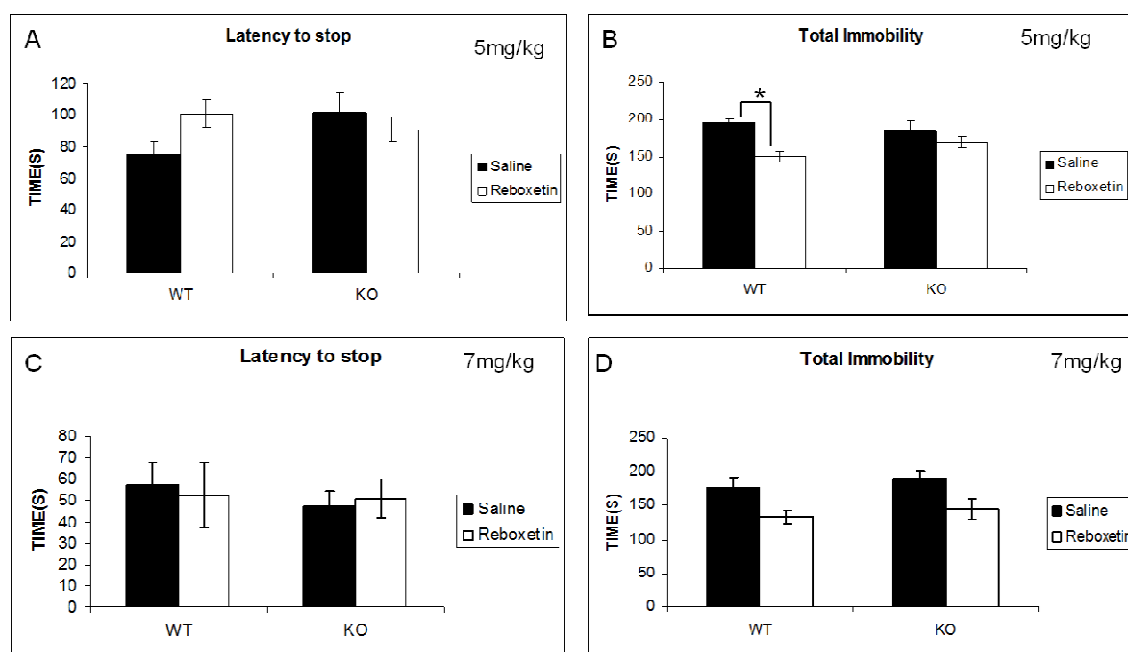 A
Latency to stop
5mg/kg
TIME(S)
120
100
80
60
40
20
0
WT
KO
Saline
Reboxetin
B
Total Immobility
5mg/kg
TIME(S)
250
200
150
100
50
0
*
WT
KO
Saline
Reboxetin
C
Latency to stop
7mg/kg
TIME(S)
80
70
60
50
40
30
20
10
0
WT
KO
Saline
Reboxetin
D
Total Immobility
7mg/kg
TIME(S)
250
200
150
100
50
0
WT
KO
Saline
Reboxetin